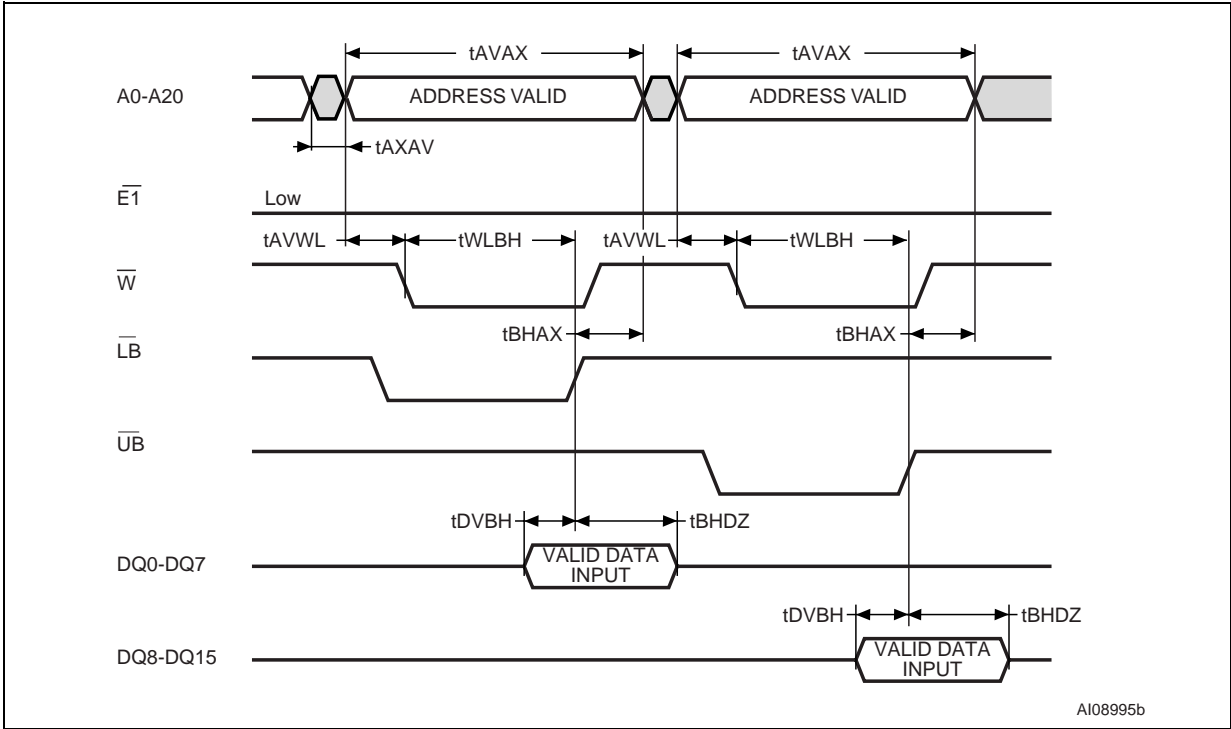 tAVAX tAVAX
A0-A20 ADDRESS VALID ADDRESS VALID
tAXAV
E1 Low
tAVWL tWLBH tAVWL tWLBH
W
tBHAX tBHAX
LB
UB
tDVBH tBHDZ
DQ0-DQ7 VALID DATA
INPUT
tDVBH tBHDZ
DQ8-DQ15 VALID DATA
INPUT
AI08995b